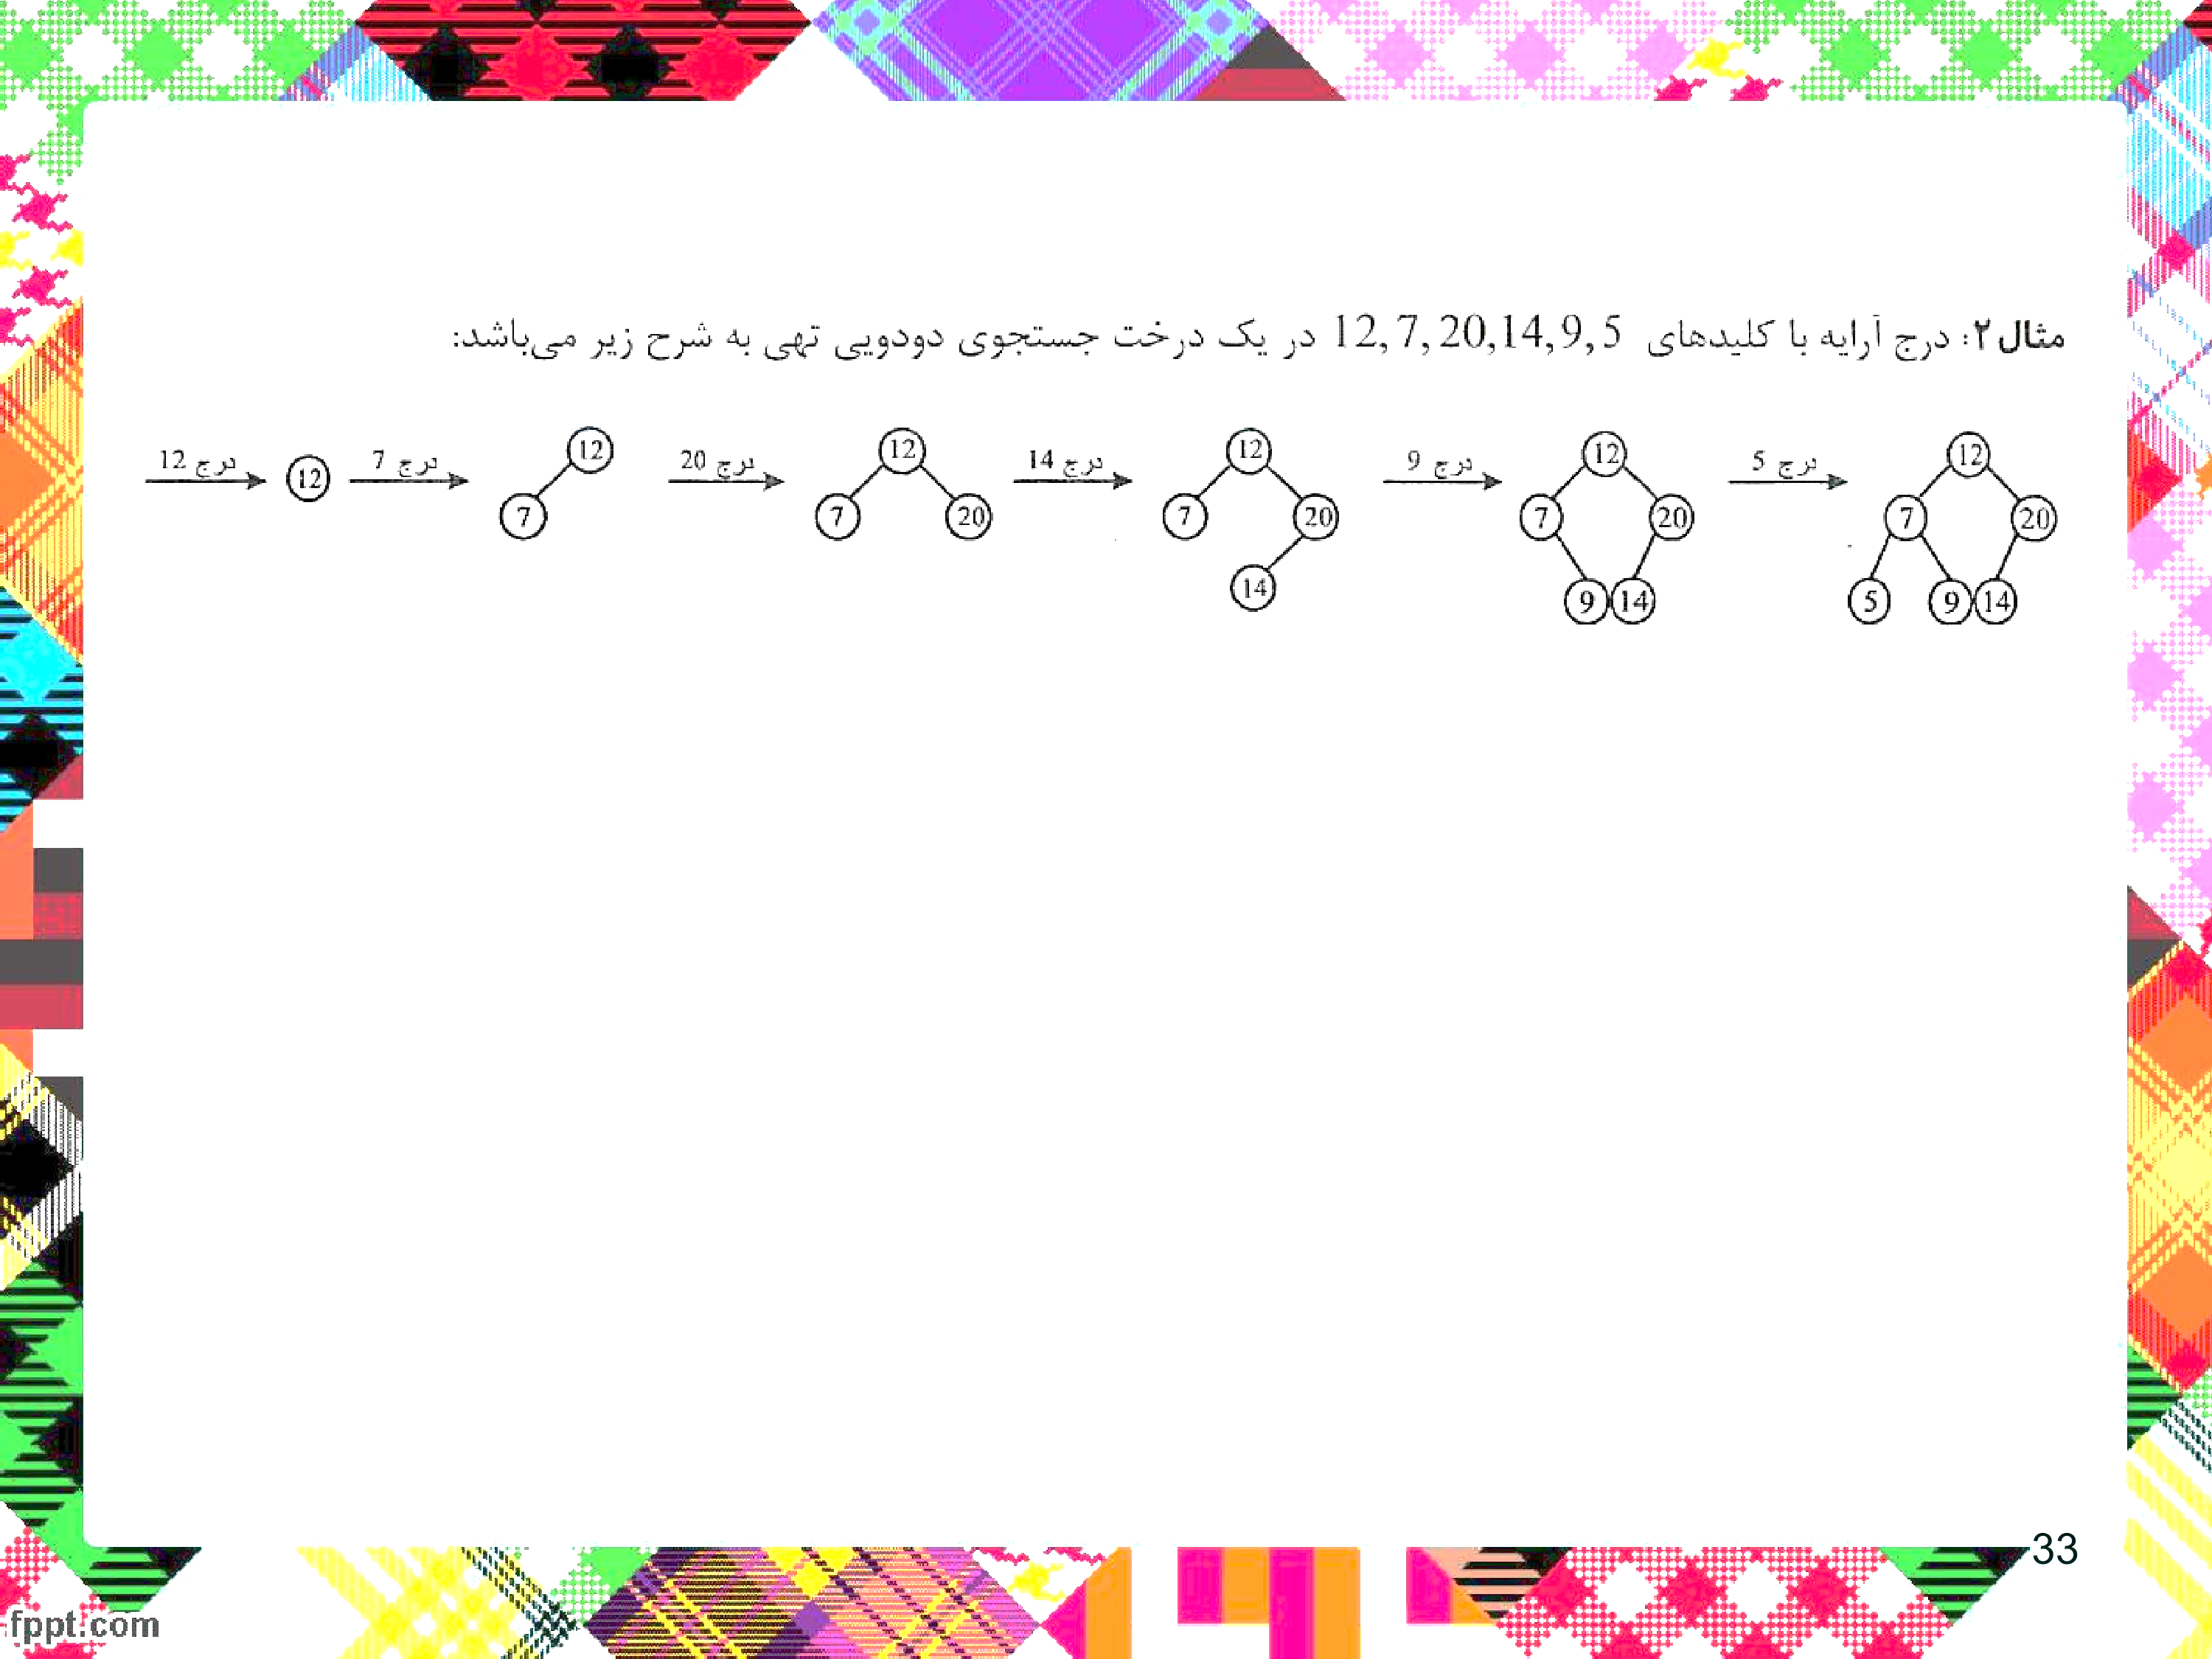 مثال۲: درج آرایه با کلیدهای 12,7,20,14,9,5 در یک درخت جستجوی دودویی تهی به شرح زیر می‌باشد:
درج 12
12
درج 7
12
7
درج 20
12
7 20
درج 14
12
7 20
14
درج 9
12
7 20
9 14
درج 5
12
7 20
5 9 14
33
fppt.com